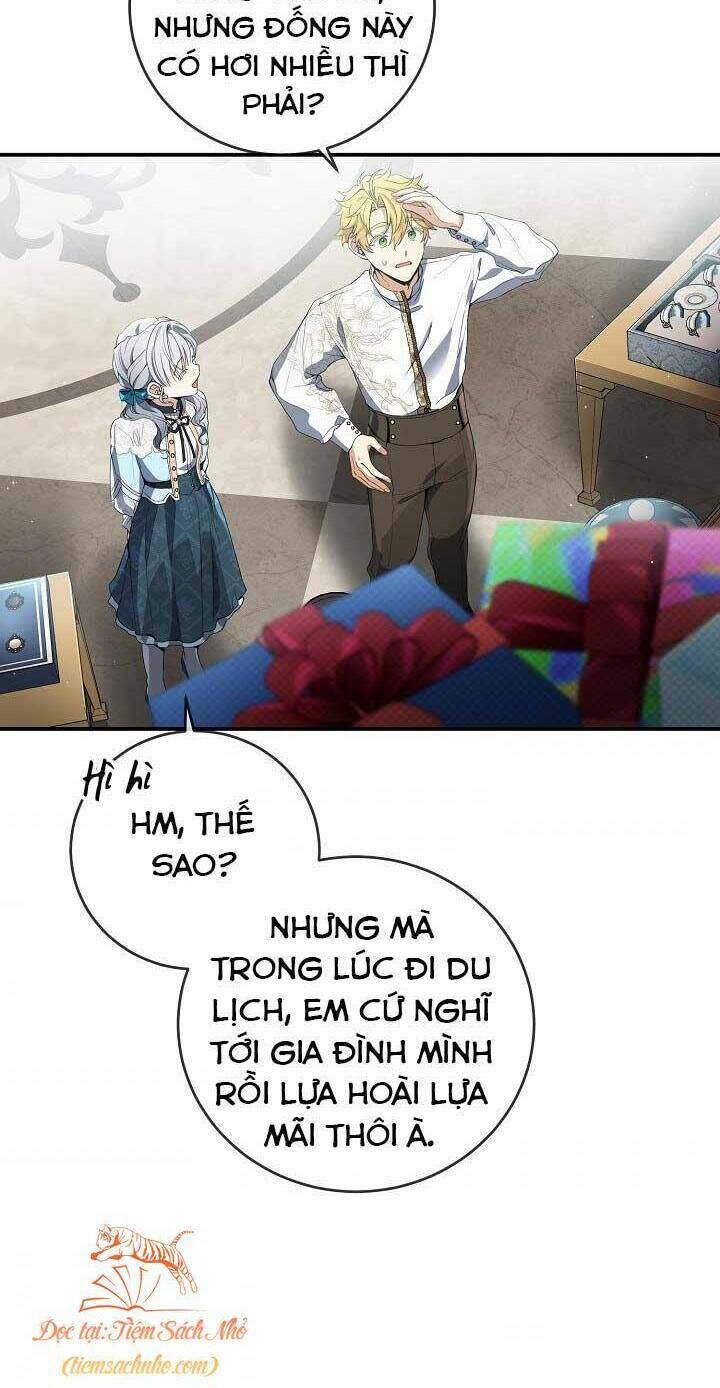 NHƯNG ĐỐNG NÀY
CÓ HƠI NHIỀU THÌ
PHẢI?
Hì hì
HM, THẾ
SAO?
NHƯNG MÀ
TRONG LÚC ĐI DU
LỊCH, EM CỨ NGHĨ
TỚI GIA ĐÌNH MÌNH
RỒI LỰA HOÀI LỰA
MÃI THÔI À.
Đọc tại: Tiệm Sách Nhỏ
(tiemsachnho.com)